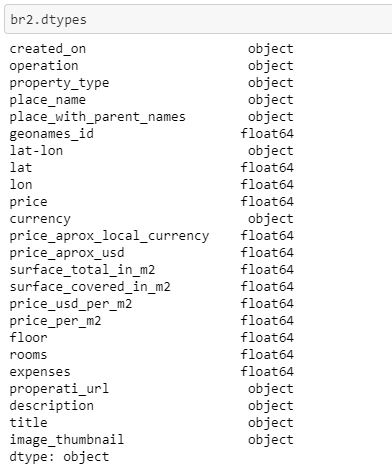 br2.dtypes
created_on object
operation object
property_type object
place_name object
place_with_parent_names object
geonames_id float64
lat-lon object
lat float64
lon float64
price float64
currency object
price_aprox_local_currency float64
price_aprox_usd float64
surface_total_in_m2 float64
surface_covered_in_m2 float64
price_usd_per_m2 float64
price_per_m2 float64
floor float64
rooms float64
expenses float64
properati_url object
description object
title object
image_thumbnail object
dtype: object